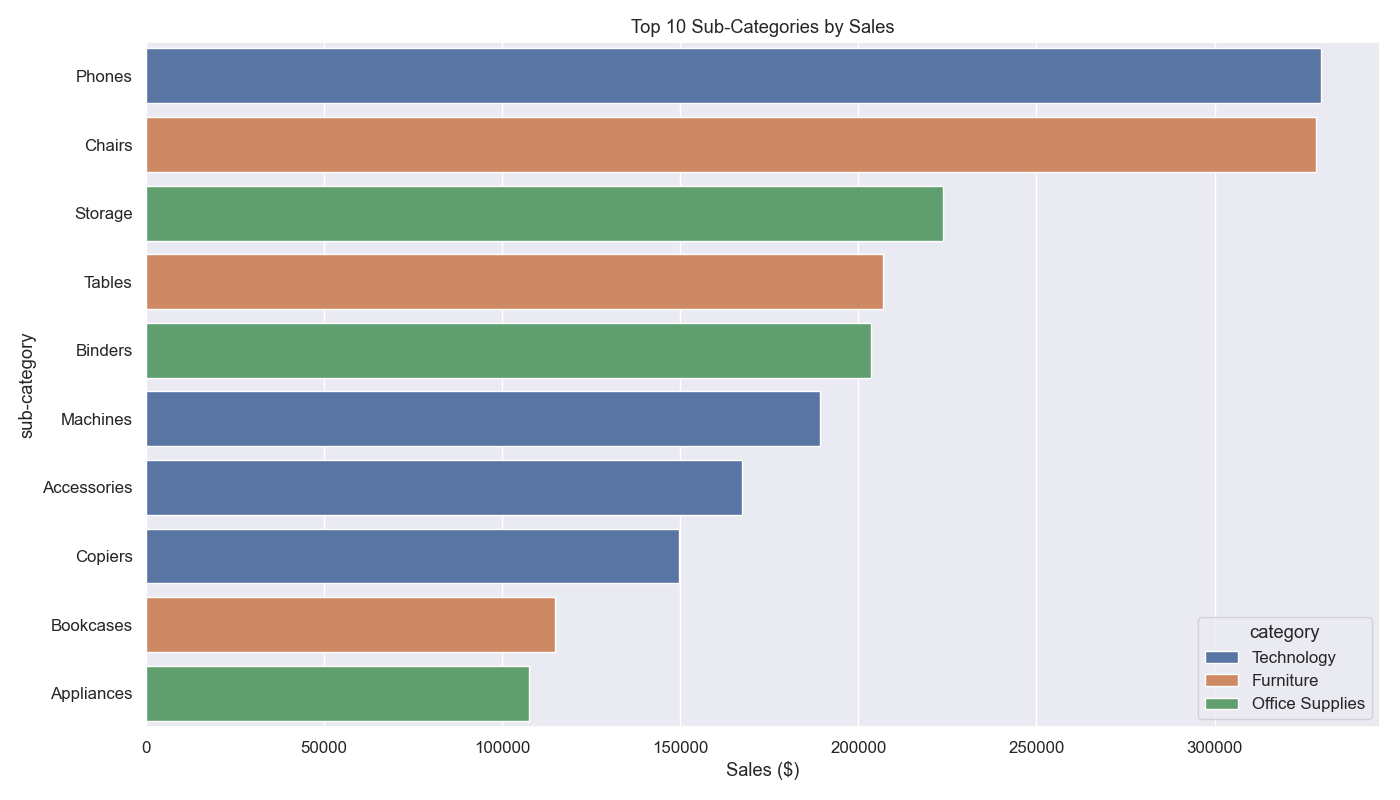 Top 10 Sub-Categories by Sales
Phones
Chairs
Storage
Tables
Binders
Machines
Accessories
Copiers
Bookcases
Appliances
sub-category
0 50000 100000 150000 200000 250000 300000
Sales ($)
category
Technology
Furniture
Office Supplies